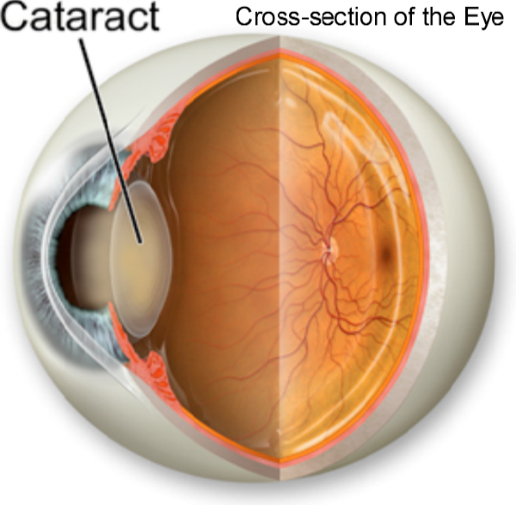 Cataract
Cross-section of the Eye